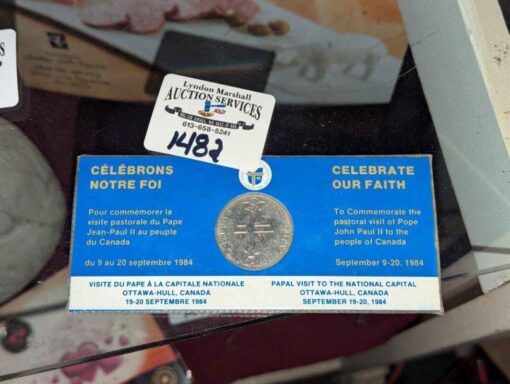 Lyndon Marshall
AUCTION SERVICES
613-658-5241
1482
CÉLÉBRONS
NOTRE FOI
Pour commémorer la
visite pastorale du Pape
Jean-Paul II au peuple
du Canada
du 9 au 20 septembre 1984
CELEBRATE
OUR FAITH
To Commemorate the
pastoral visit of Pope
John Paul II to the
people of Canada
September 9-20, 1984
VISITE DU PAPE À LA CAPITALE NATIONALE
OTTAWA-HULL, CANADA
19-20 SEPTEMBRE 1984
PAPAL VISIT TO THE NATIONAL CAPITAL
OTTAWA-HULL, CANADA
SEPTEMBER 19-20, 1984